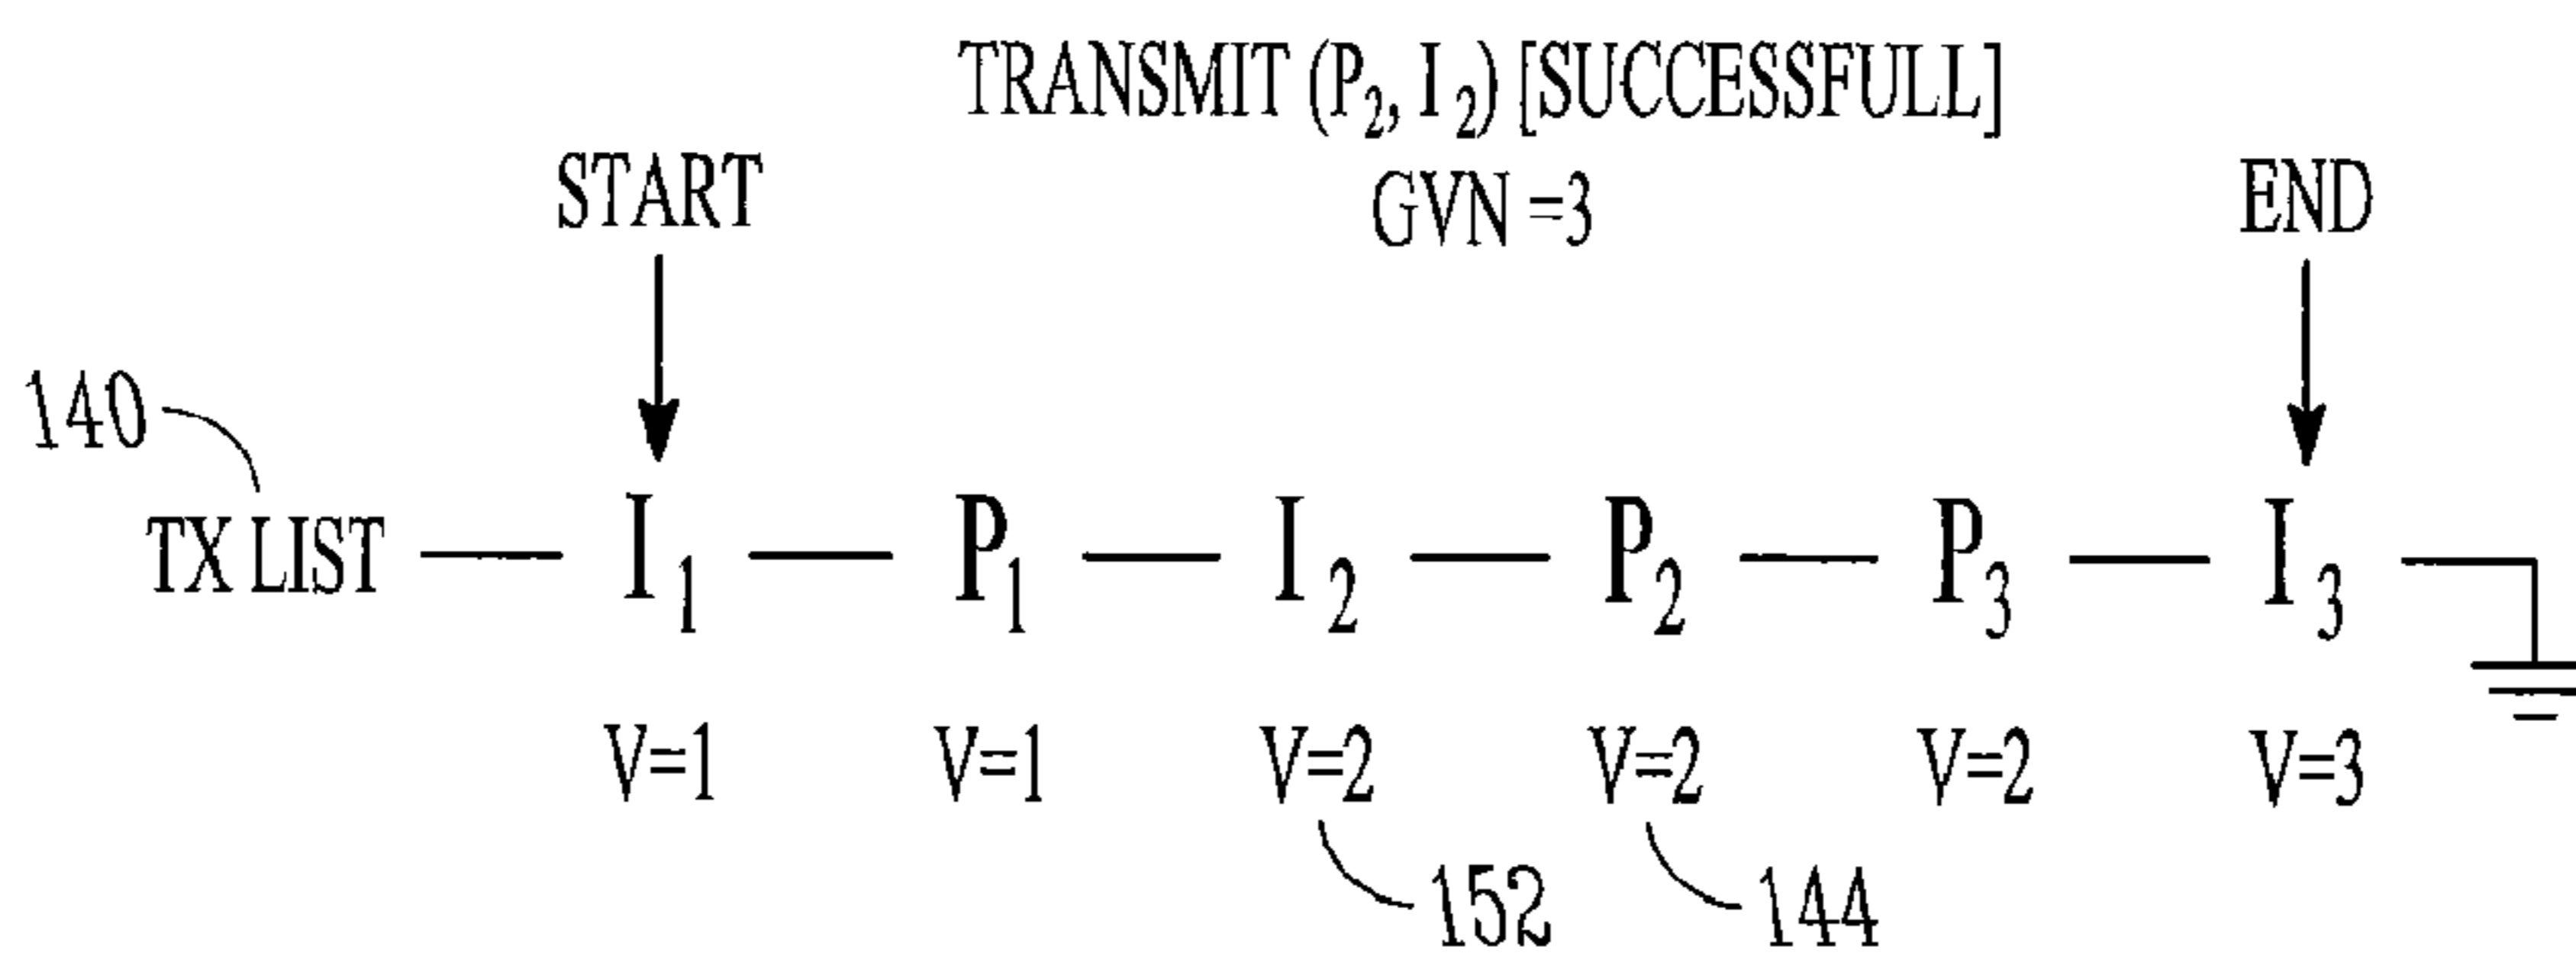 TRANSMIT (P2, I2) [SUCCESSFULL]
START
GVN =3
END
140
TX LIST I1 P1 I2 P2 P3 I3
V=1 V=1 V=2 V=2 V=2 V=3
152 144